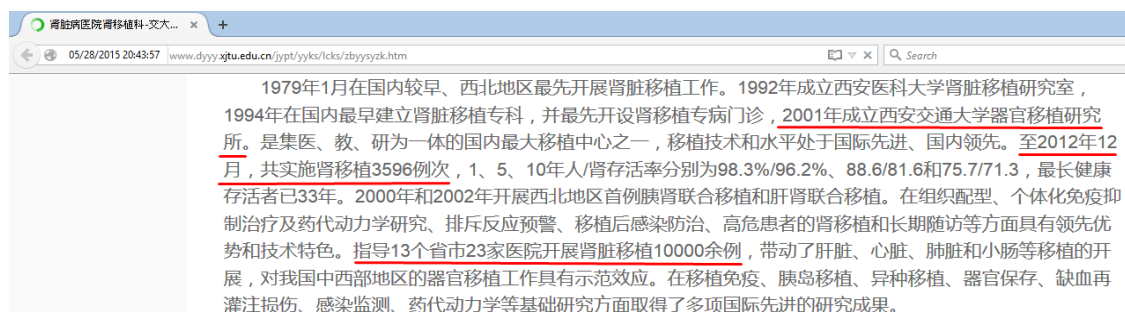 肾脏病医院肾移植科-交大... × +
05/28/2015 20:43:57 www.dyyy.xjtu.edu.cn/jypt/yyks/lcks/zbyysyzk.htm Search
1979年1月在国内较早、西北地区最先开展肾脏移植工作。1992年成立西安医科大学肾脏移植研究室，
1994年在国内最早建立肾脏移植专科，并最先开设肾移植专病门诊，2001年成立西安交通大学器官移植研究
所。是集医、教、研为一体的国内最大移植中心之一，移植技术和水平处于国际先进、国内领先。至2012年12
月，共实施肾移植3596例次，1、5、10年人/肾存活率分别为98.3%/96.2%、88.6/81.6和75.7/71.3，最长健康
存活者已33年。2000年和2002年开展西北地区首例胰肾联合移植和肝肾联合移植。在组织配型、个体化免疫抑
制治疗及药代动力学研究、排斥反应预警、移植后感染防治、高危患者的肾移植和长期随访等方面具有领先优
势和技术特色。指导13个省市23家医院开展肾脏移植10000余例，带动了肝脏、心脏、肺脏和小肠等移植的开
展，对我国中西部地区的器官移植工作具有示范效应。在移植免疫、胰岛移植、异种移植、器官保存、缺血再
灌注损伤、感染监测、药代动力学等基础研究方面取得了多项国际先进的研究成果。